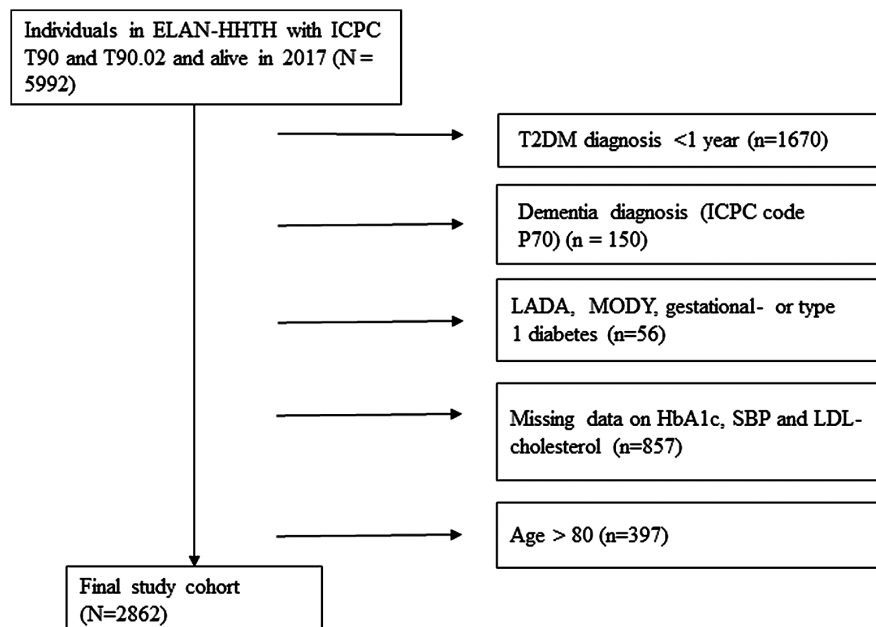 Individuals in ELAN-HHTH with ICPC
T90 and T90.02 and alive in 2017 (N =
5992)
T2DM diagnosis <1 year (n=1670)
Dementia diagnosis (ICPC code
P70) (n = 150)
LADA, MODY, gestational- or type
1 diabetes (n=56)
Missing data on HbA1c, SBP and LDL-
cholesterol (n=857)
Age > 80 (n=397)
Final study cohort
(N=2862)